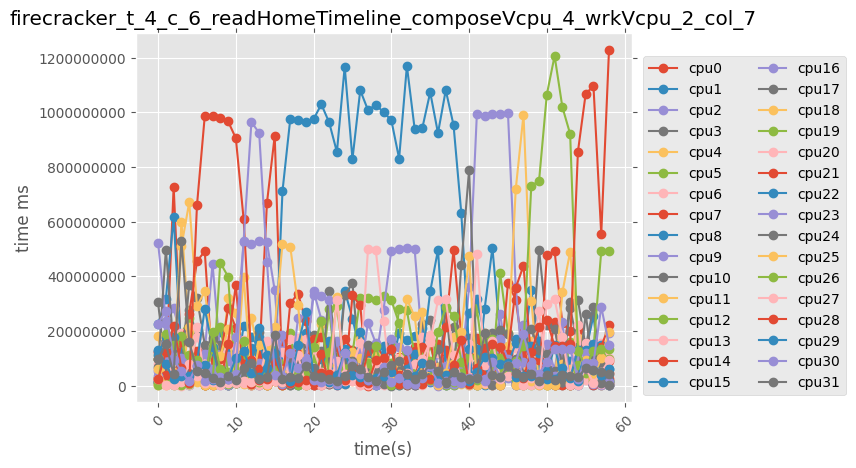 firecracker_t_4_c_6_readHomeTimeline_composeVcpu_4_wrkVcpu_2_col_7
time ms
1200000000
1000000000
800000000
600000000
400000000
200000000
0
0
10
20
30
40
50
60
time(s)
cpu0
cpu1
cpu2
cpu3
cpu4
cpu5
cpu6
cpu7
cpu8
cpu9
cpu10
cpu11
cpu12
cpu13
cpu14
cpu15
cpu16
cpu17
cpu18
cpu19
cpu20
cpu21
cpu22
cpu23
cpu24
cpu25
cpu26
cpu27
cpu28
cpu29
cpu30
cpu31